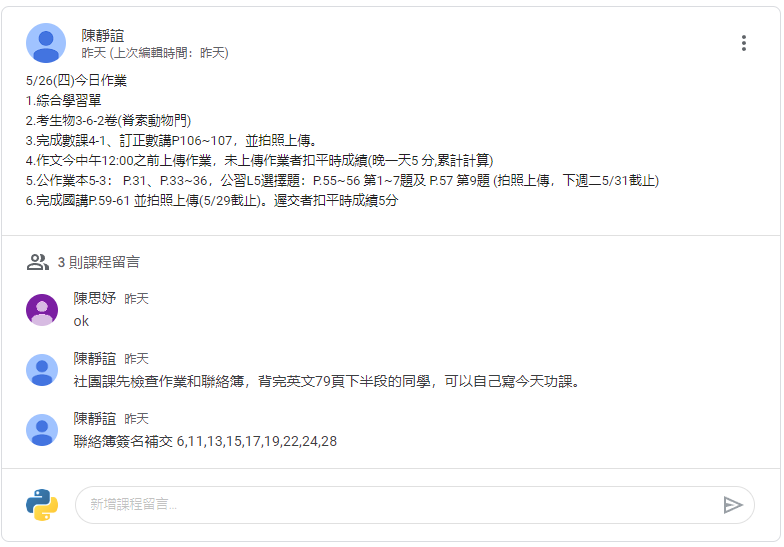 陳靜誼
昨天 (上次編輯時間：昨天)
5/26(四)今日作業
1.綜合學習單
2.考生物3-6-2卷(脊索動物門)
3.完成數課4-1、訂正數講P106~107，並拍照上傳。
4.作文今中午12:00之前上傳作業，未上傳作業者扣平時成績(晚一天5 分,累計計算)
5.公作業本5-3： P.31、P.33~36，公習L5選擇題：P.55~56 第1~7題及 P.57 第9題 (拍照上傳，下週二5/31截止)
6.完成國講P.59-61 並拍照上傳(5/29截止)。遲交者扣平時成績5分
3 則課程留言
陳思妤 昨天
ok
陳靜誼 昨天
社團課先檢查作業和聯絡簿，背完英文79頁下半段的同學，可以自己寫今天功課。
陳靜誼 昨天
聯絡簿簽名補交 6,11,13,15,17,19,22,24,28
新增課程留言…